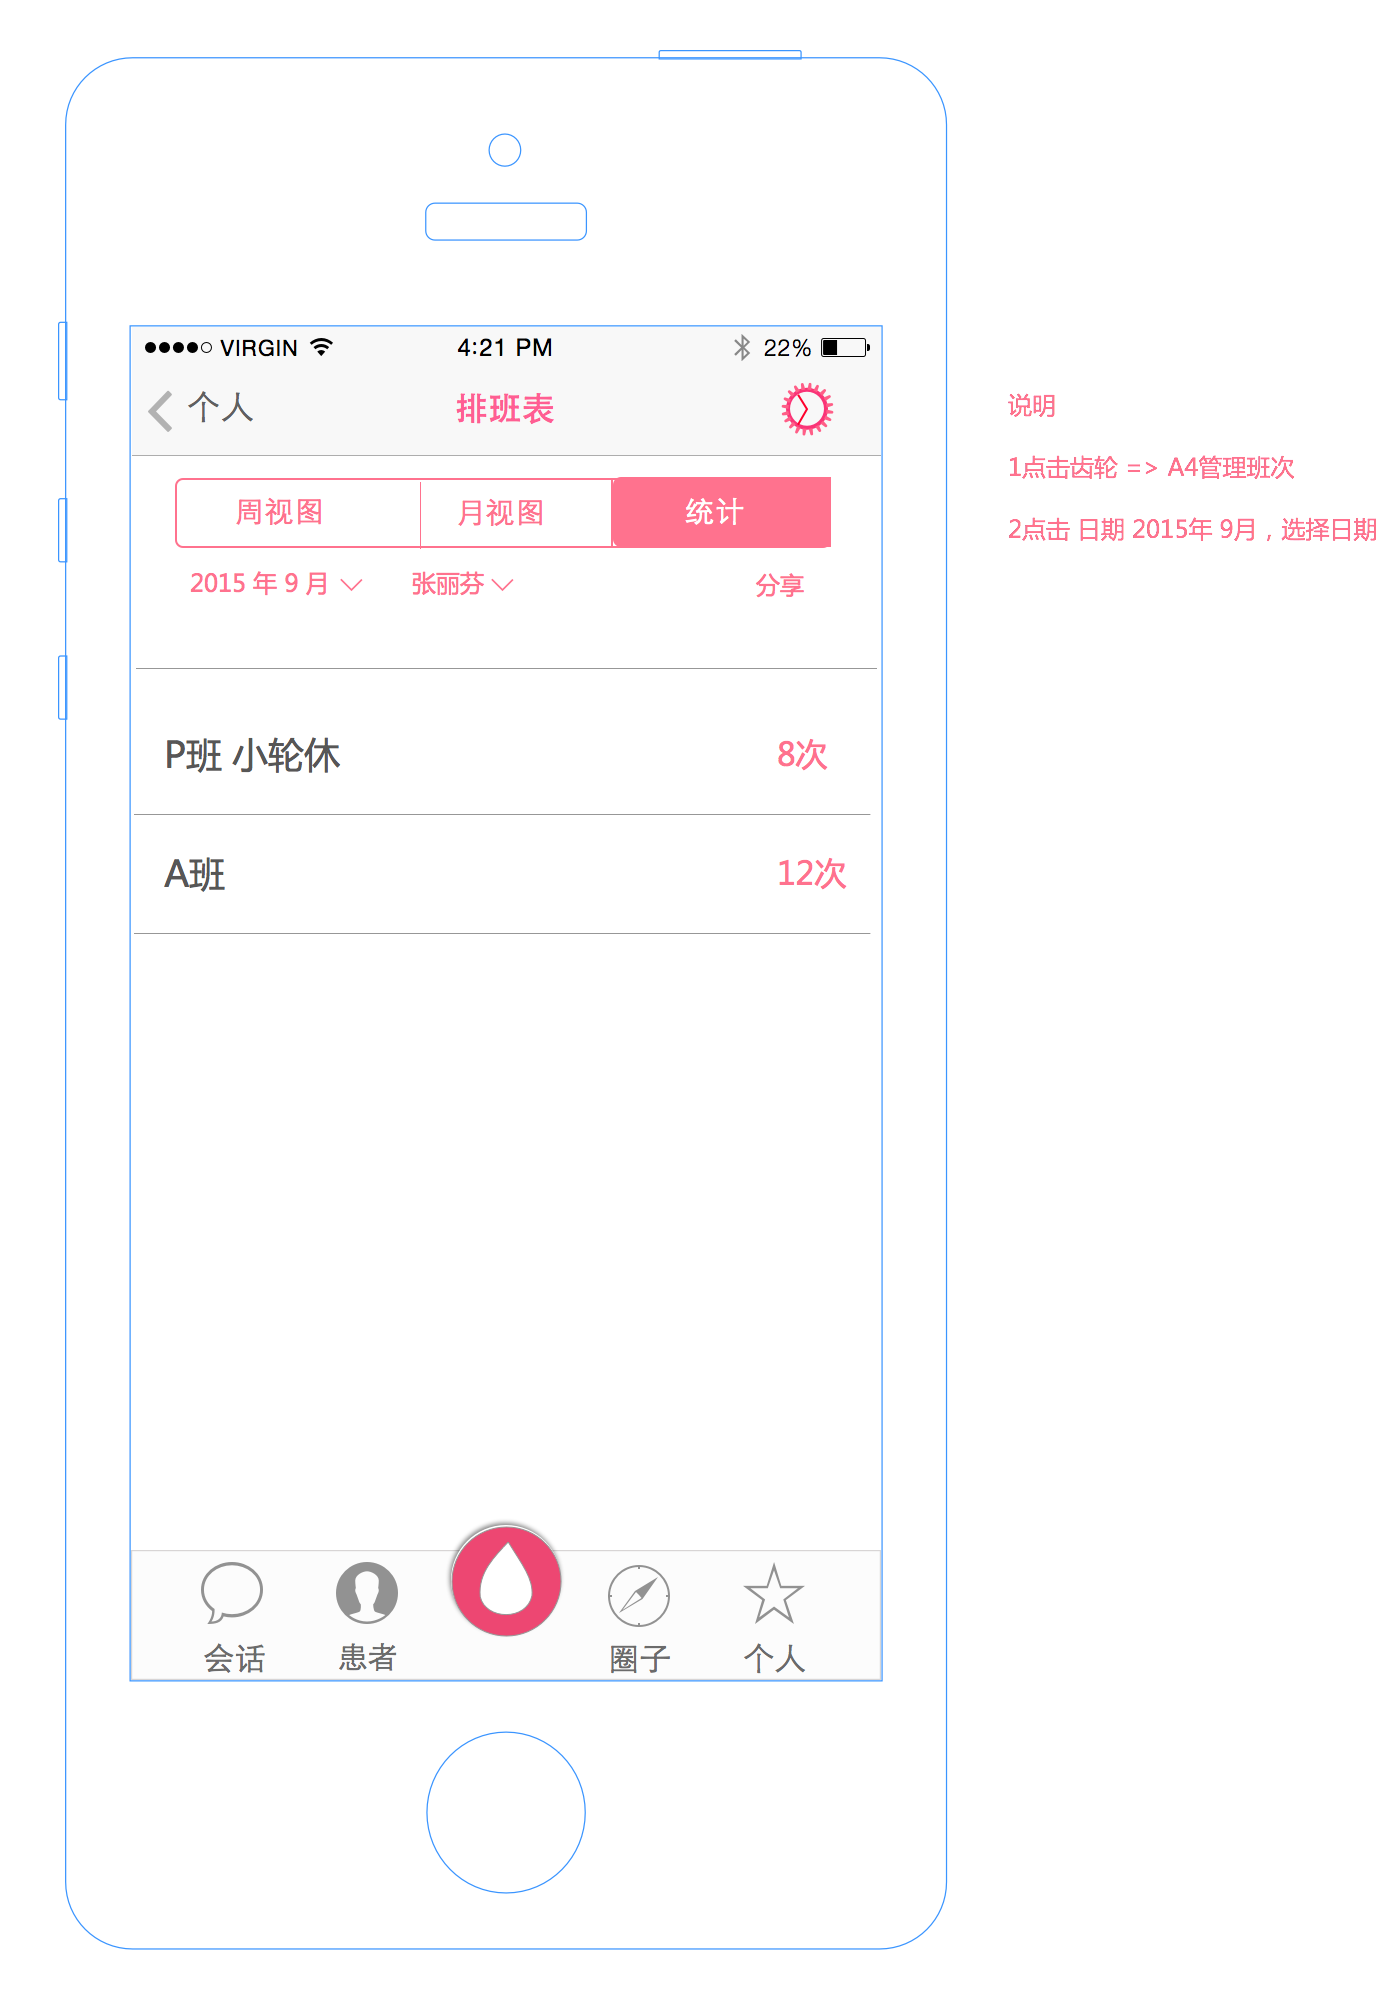 VIRGIN 4:21 PM 22%
个人 排班表
周视图 月视图 统计
2015 年 9 月 张丽芬 分享
P班 小轮休 8次
A班 12次
会话 患者 圈子 个人
说明
1点击齿轮 => A4管理班次
2点击 日期 2015年 9月，选择日期